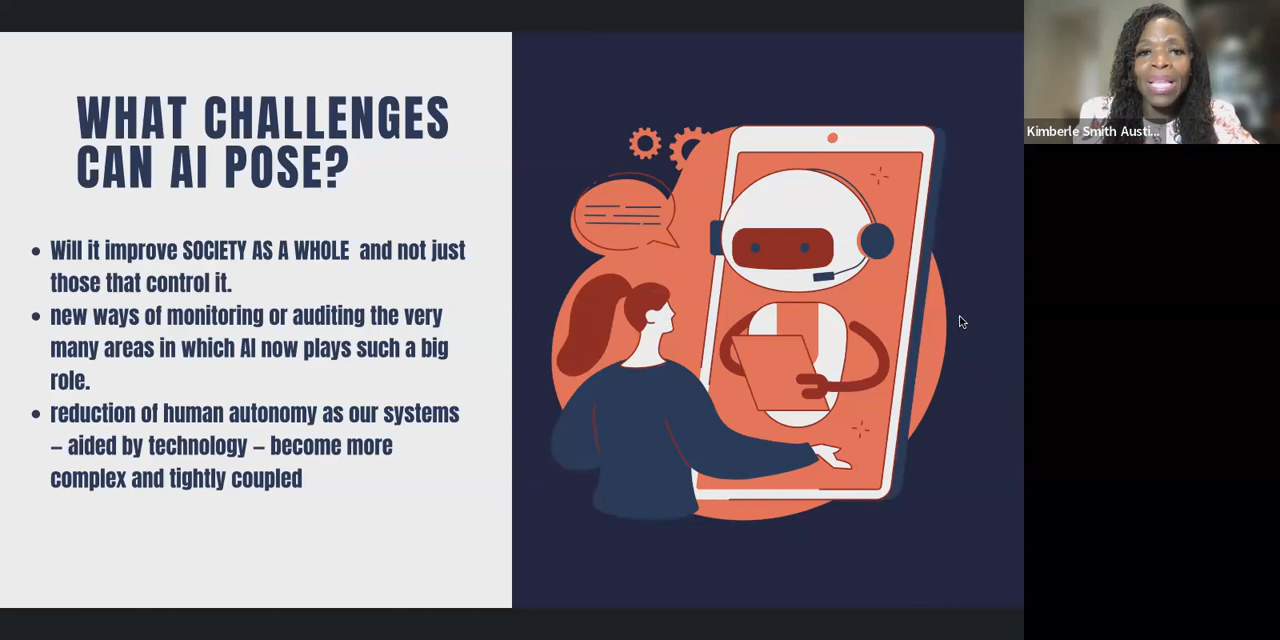 WHAT CHALLENGES
CAN AI POSE?
• Will it improve SOCIETY AS A WHOLE and not just
those that control it.
• new ways of monitoring or auditing the very
many areas in which AI now plays such a big
role.
• reduction of human autonomy as our systems
– aided by technology – become more
complex and tightly coupled
Kimberle Smith Austi...